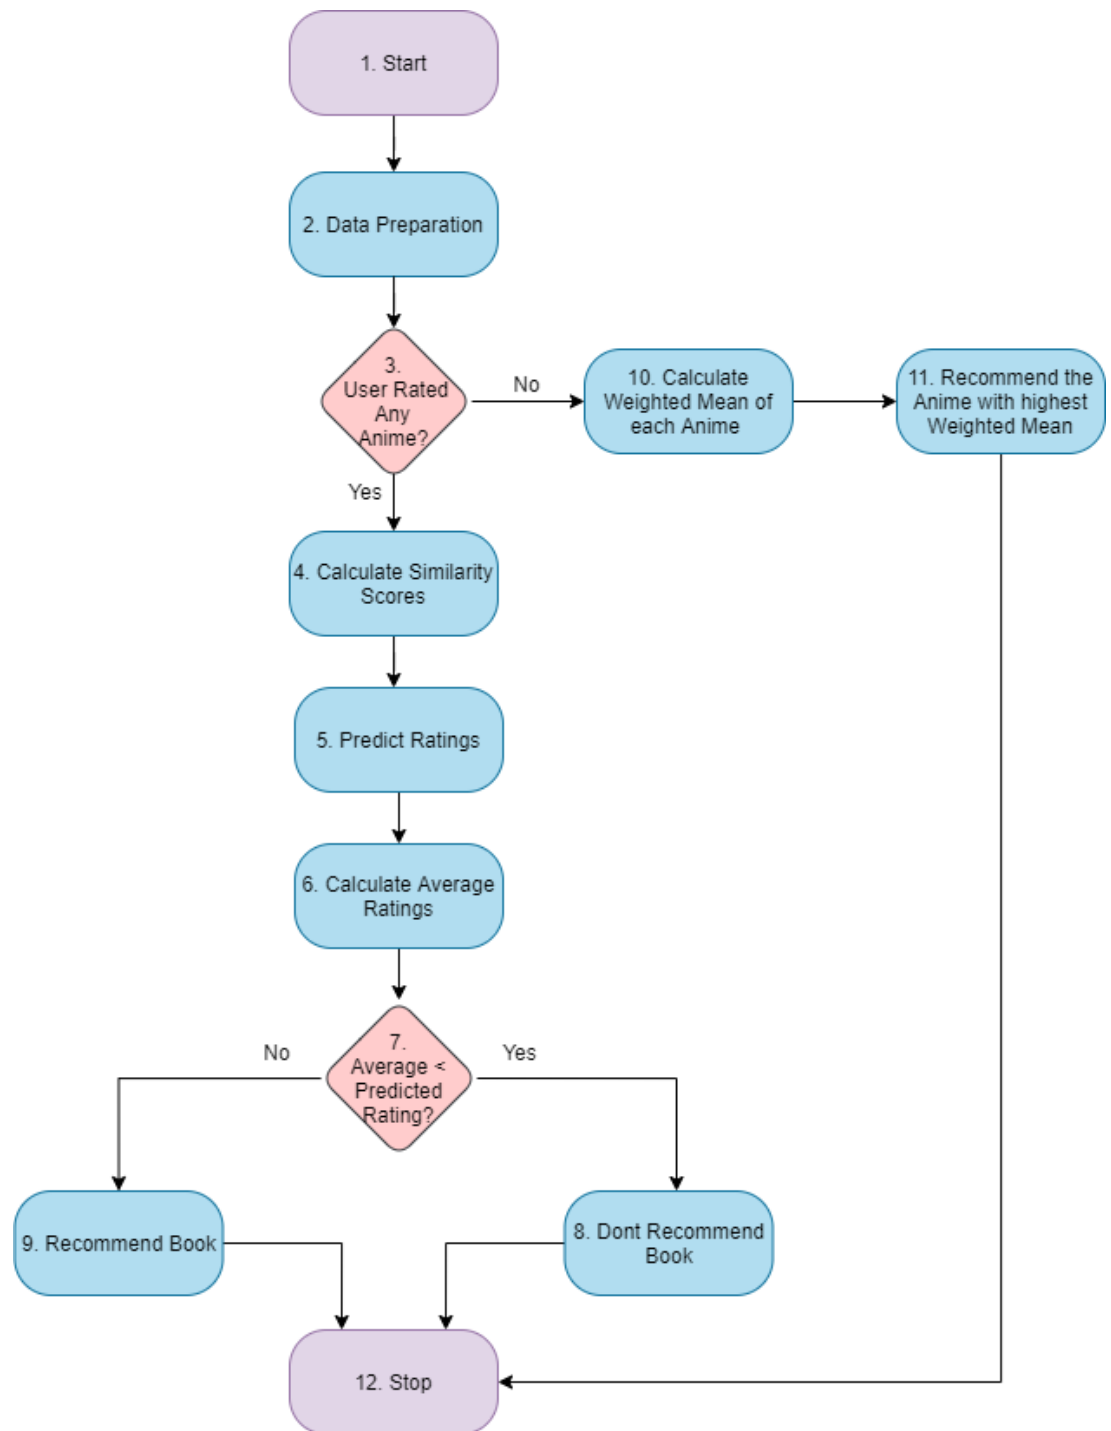 1. Start
2. Data Preparation
3.
User Rated
Any
Anime?
No
10. Calculate
Weighted Mean of
each Anime
11. Recommend the
Anime with highest
Weighted Mean
Yes
4. Calculate Similarity
Scores
5. Predict Ratings
6. Calculate Average
Ratings
7.
Average <
Predicted
Rating?
No
Yes
9. Recommend Book
8. Dont Recommend
Book
12. Stop